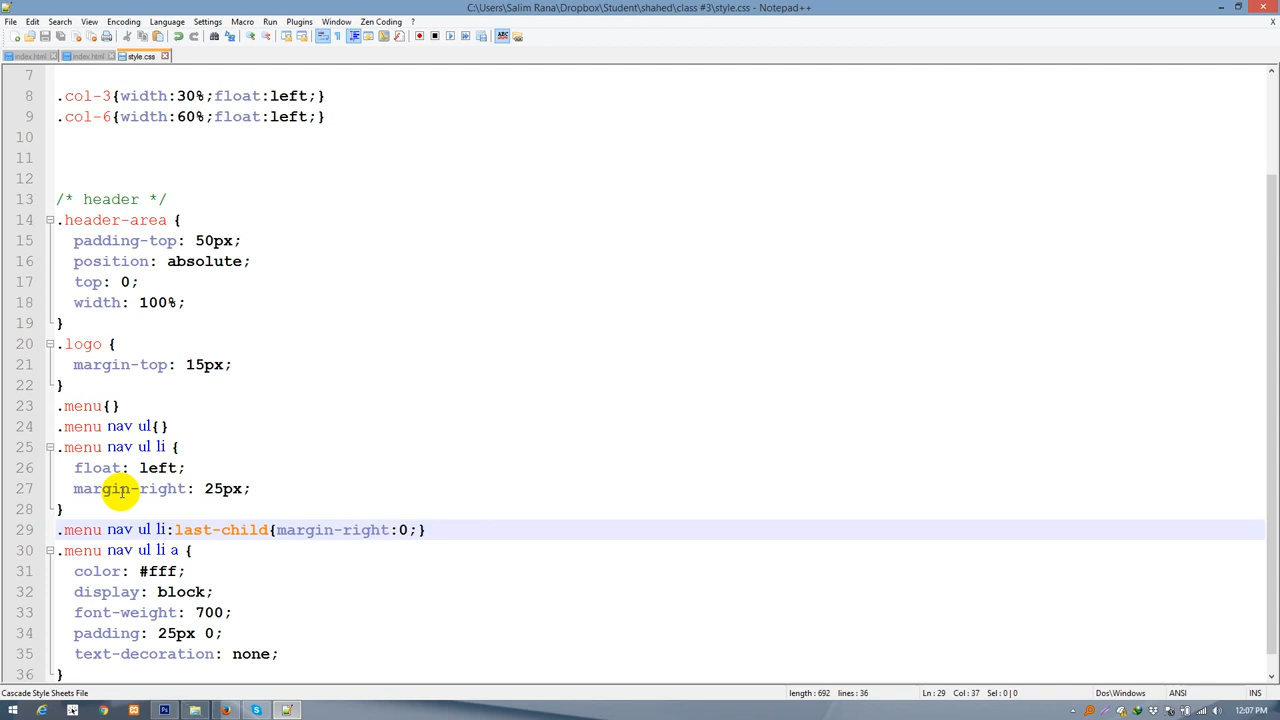 C:\Users\Salim Rana\Dropbox\Student\shahed\class #3\style.css - Notepad++
File Edit Search View Encoding Language Settings Macro Run Plugins Window Zen Coding ?
index.html index.html style.css
7
8 .col-3{width:30%;float:left;}
9 .col-6{width:60%;float:left;}
10
11
12
13 /* header */
14 .header-area {
15 padding-top: 50px;
16 position: absolute;
17 top: 0;
18 width: 100%;
19 }
20 .logo {
21 margin-top: 15px;
22 }
23 .menu{}
24 .menu nav ul{}
25 .menu nav ul li {
26 float: left;
27 margin-right: 25px;
28 }
29 .menu nav ul li:last-child{margin-right:0;}
30 .menu nav ul li a {
31 color: #fff;
32 display: block;
33 font-weight: 700;
34 padding: 25px 0;
35 text-decoration: none;
36 }
Cascade Style Sheets File length : 692 lines : 36 Ln : 29 Col : 37 Sel : 0 | 0 Dos\Windows ANSI INS
12:07 PM